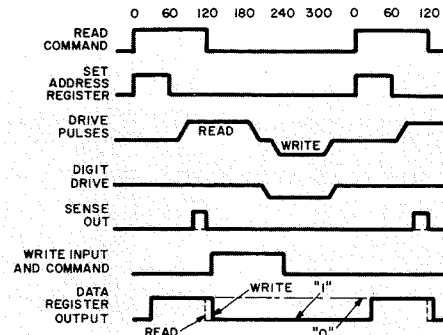 0 60 120 180 240 300 0 60 120
READ
COMMAND
SET
ADDRESS
REGISTER
DRIVE
PULSES
READ
WRITE
DIGIT
DRIVE
SENSE
OUT
WRITE INPUT
AND COMMAND
DATA
REGISTER
OUTPUT
WRITE
"1"
READ
"0"